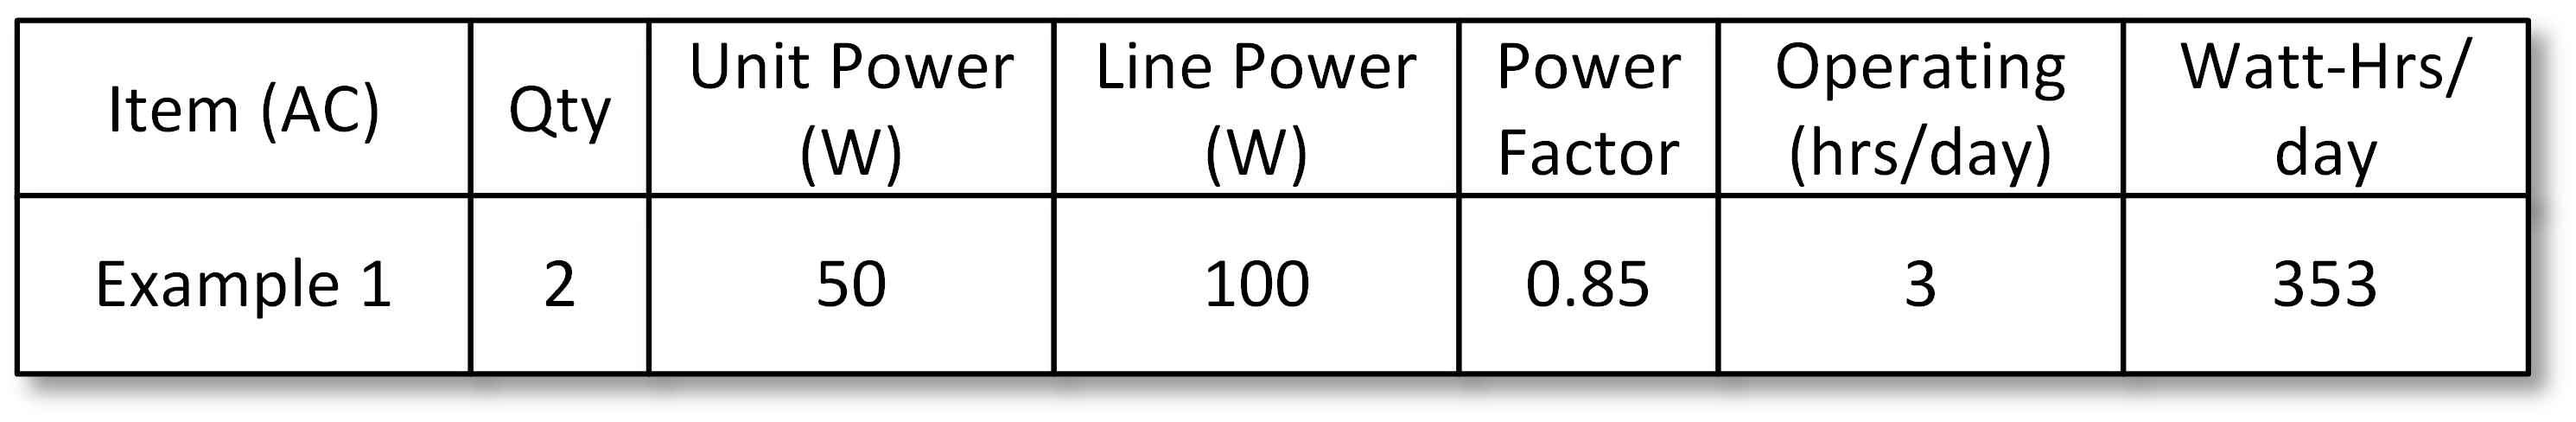 Item (AC) Qty Unit Power (W) Line Power (W) Power Factor Operating (hrs/day) Watt-Hrs/ day
Example 1 2 50 100 0.85 3 353